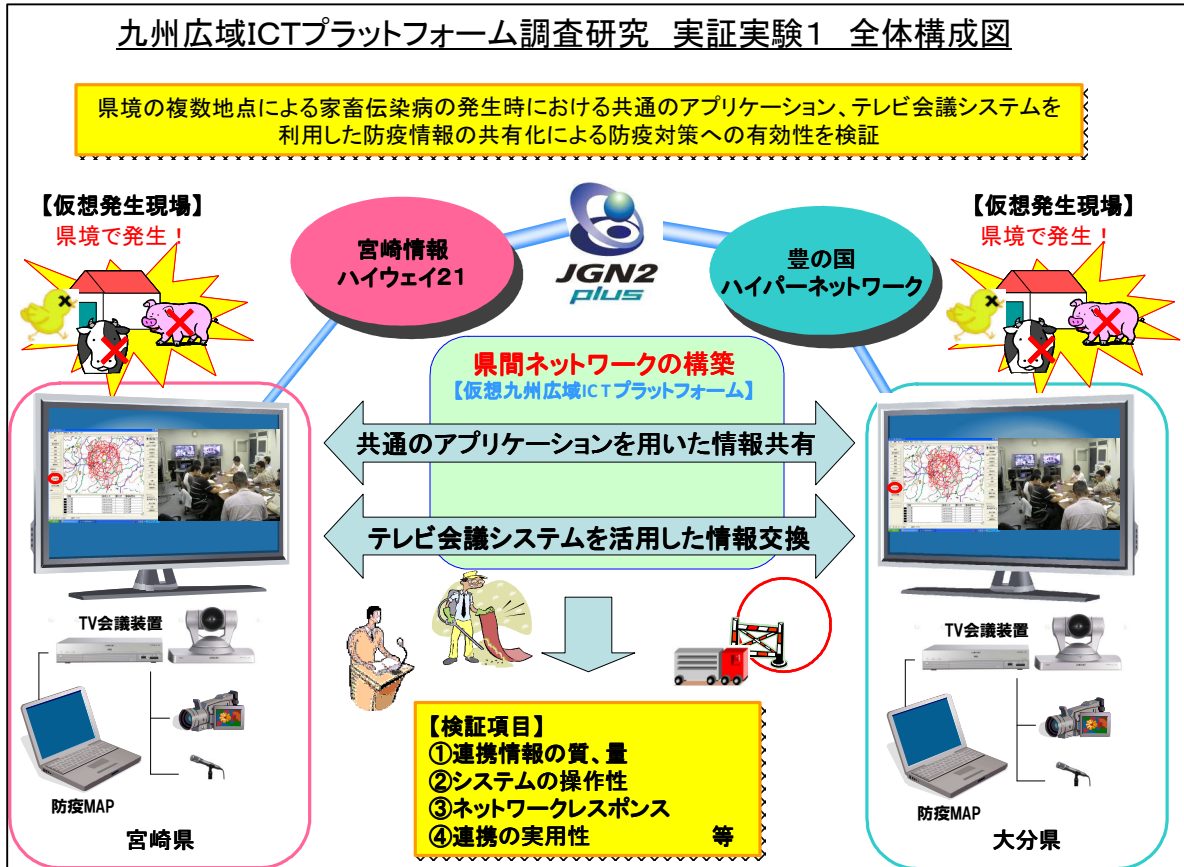 九州広域ICTプラットフォーム調査研究　実証実験1　全体構成図
県境の複数地点による家畜伝染病の発生時における共通のアプリケーション、テレビ会議システムを
利用した防疫情報の共有化による防疫対策への有効性を検証
【仮想発生現場】
県境で発生！
宮崎情報
ハイウェイ21
JGN2
plus
豊の国
ハイパーネットワーク
【仮想発生現場】
県境で発生！
県間ネットワークの構築
【仮想九州広域ICTプラットフォーム】
共通のアプリケーションを用いた情報共有
テレビ会議システムを活用した情報交換
TV会議装置
防疫MAP
宮崎県
【検証項目】
①連携情報の質、量
②システムの操作性
③ネットワークレスポンス
④連携の実用性　等
TV会議装置
防疫MAP
大分県